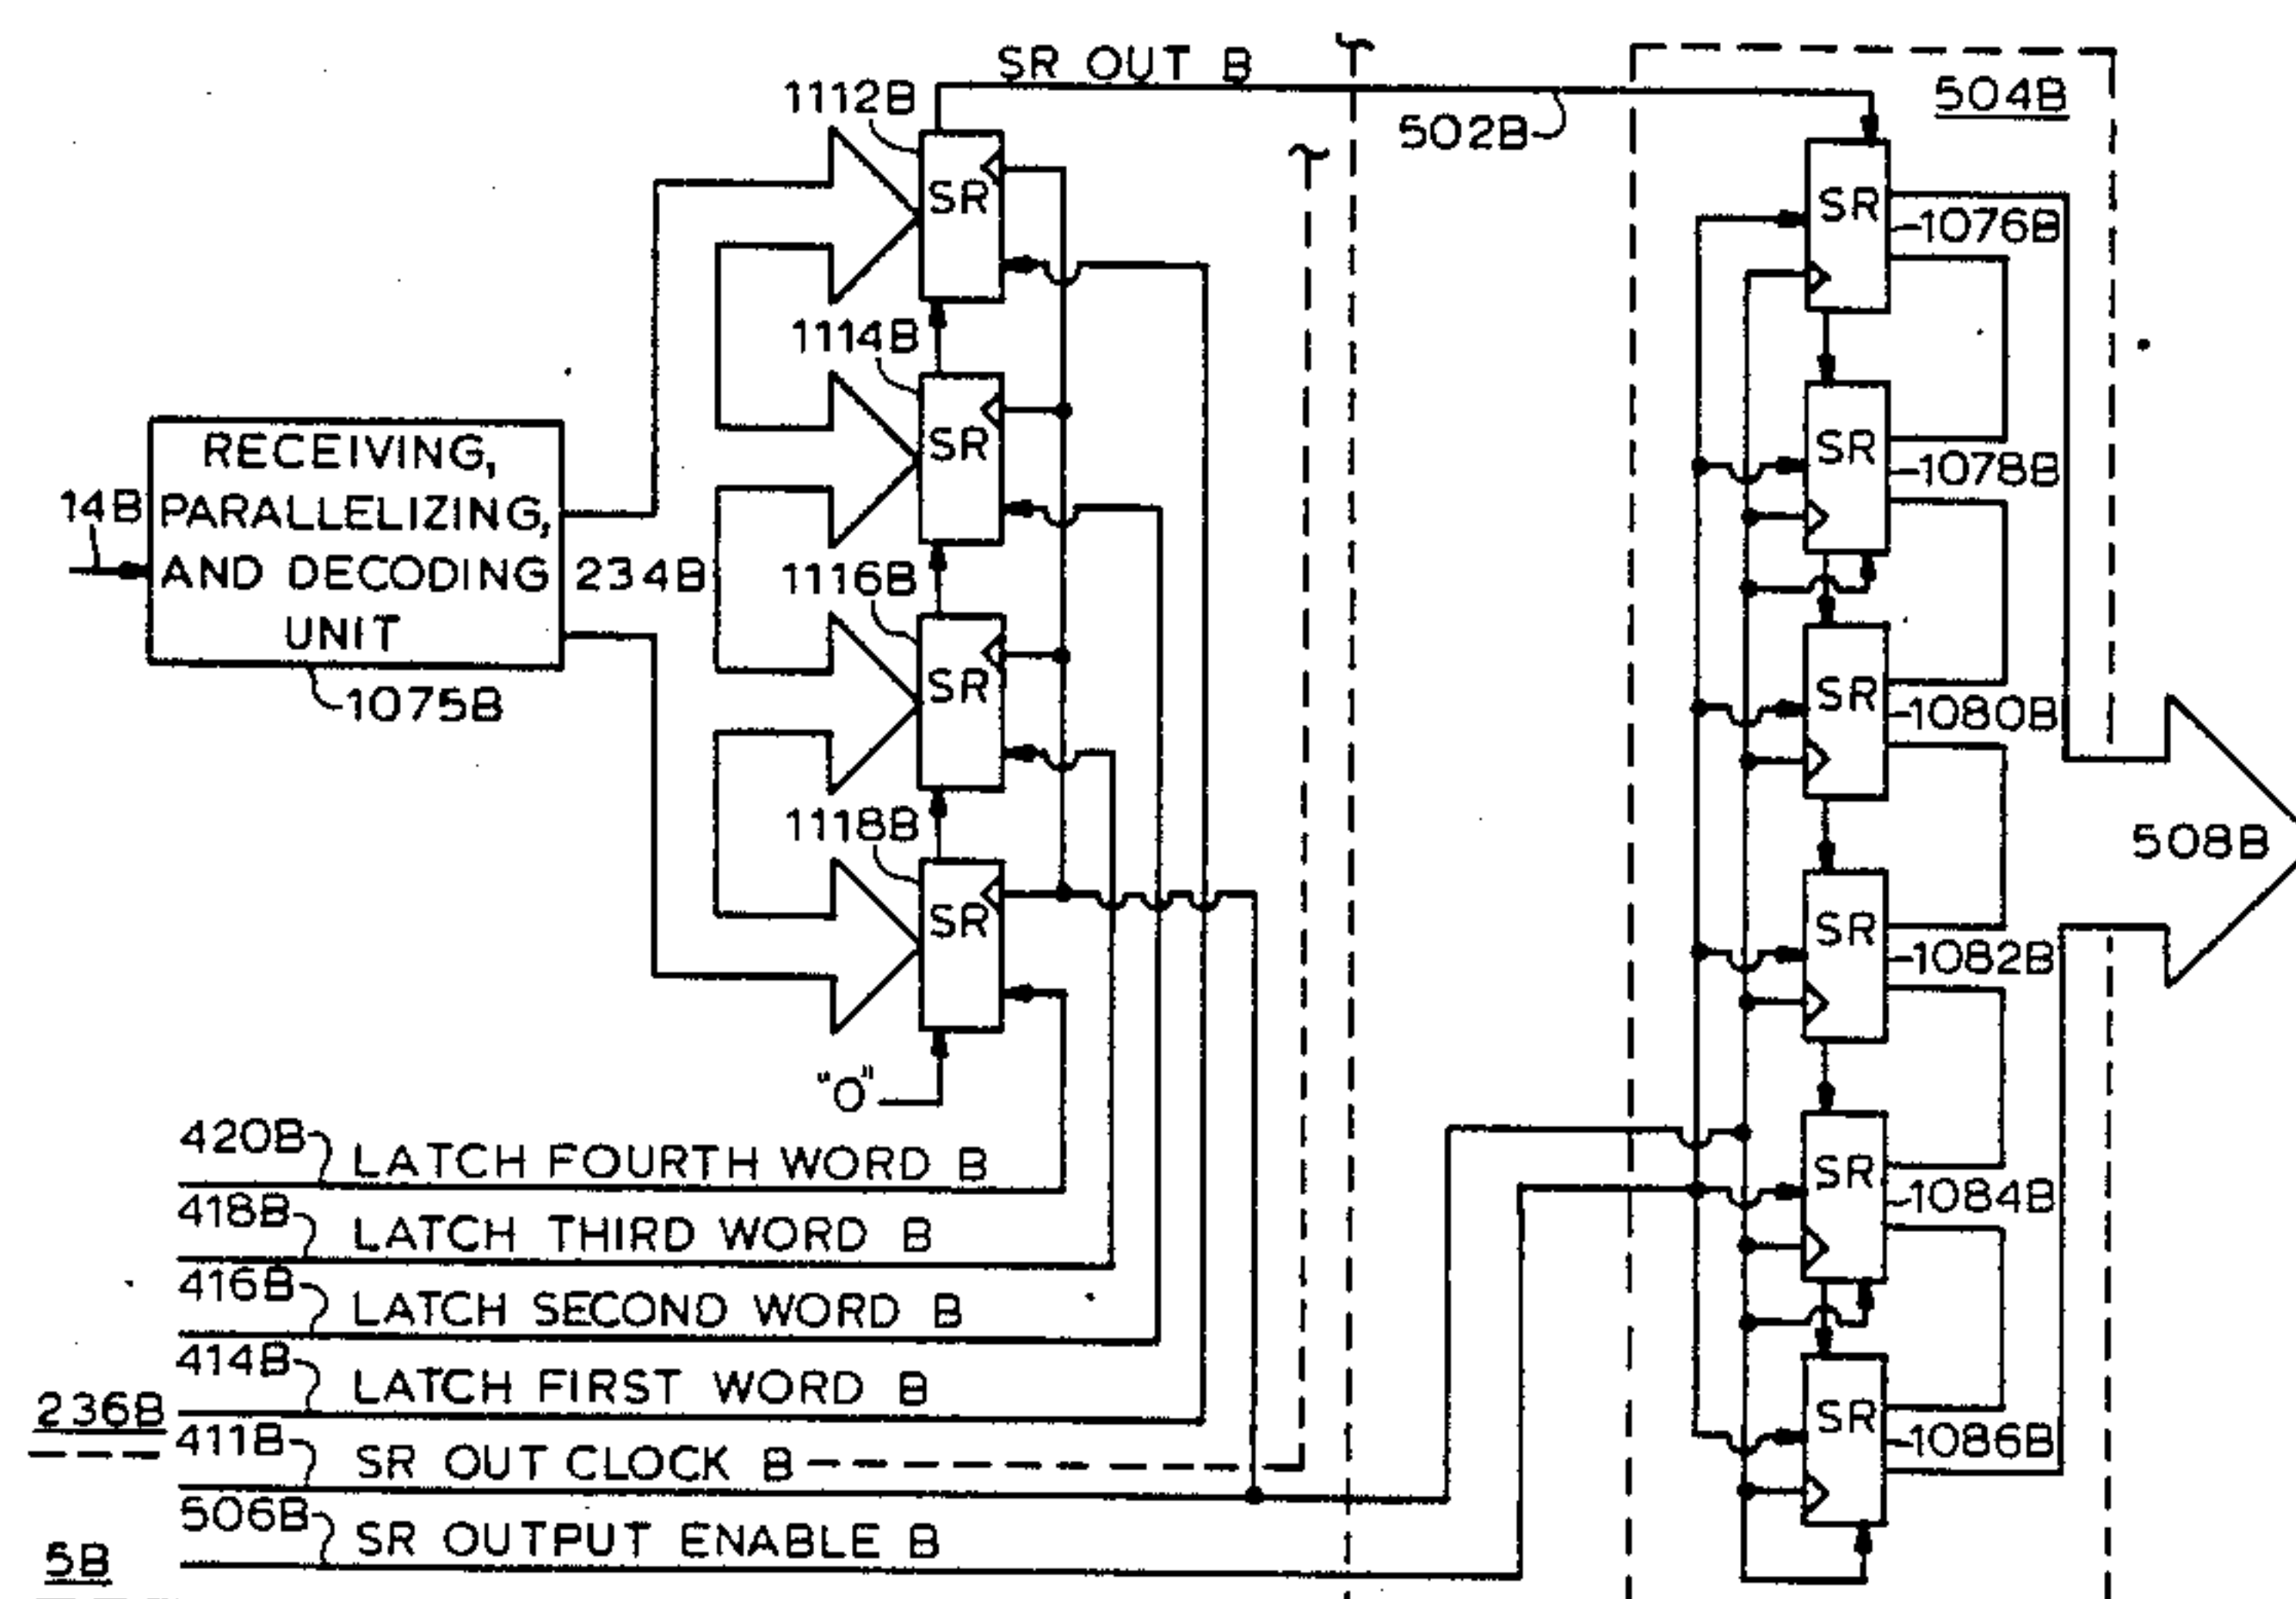 SR OUT B
1112B
502B
504B
SR
SR
1076B
1114B
SR
SR
1078B
RECEIVING,
PARALLELIZING,
AND DECODING
UNIT
14B
234B
1075B
1116B
SR
SR
1080B
1118B
SR
SR
1082B
508B
"0"
420B
LATCH FOURTH WORD B
SR
1084B
418B
LATCH THIRD WORD B
416B
LATCH SECOND WORD B
414B
LATCH FIRST WORD B
236B
411B
SR OUT CLOCK B
SR
1086B
506B
SR OUTPUT ENABLE B
5B